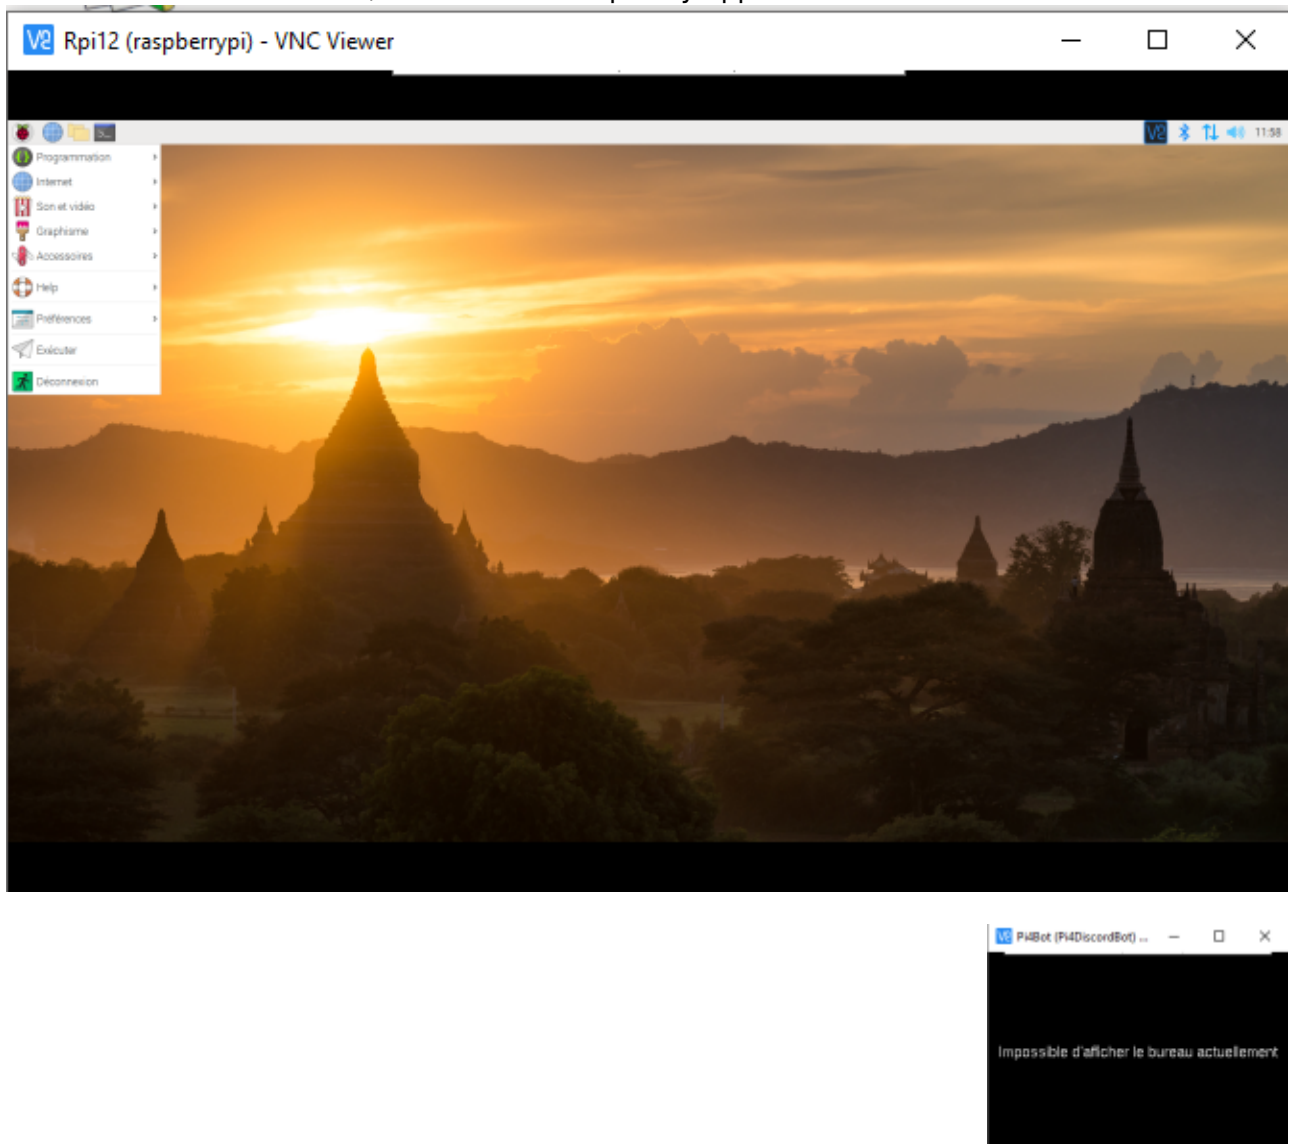 Rpi12 (raspberrypi) - VNC Viewer
11:58
Programmation
Internet
Son et vidéo
Graphisme
Accessoires
Help
Préférences
Exécuter
Déconnexion
Pi4Bot (Pi4DiscordBot) ...
Impossible d'afficher le bureau actuellement